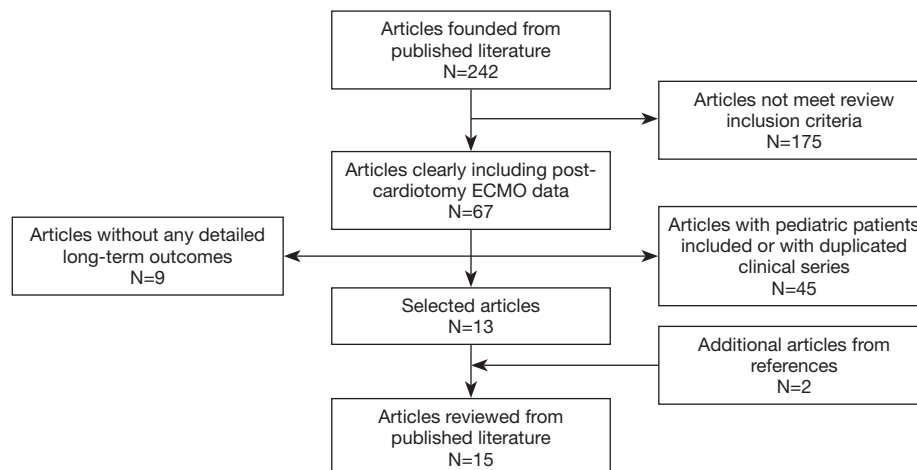 Articles founded from
published literature
N=242
Articles not meet review
inclusion criteria
N=175
Articles clearly including post-
cardiotomy ECMO data
N=67
Articles without any detailed
long-term outcomes
N=9
Articles with pediatric patients
included or with duplicated
clinical series
N=45
Selected articles
N=13
Additional articles from
references
N=2
Articles reviewed from
published literature
N=15